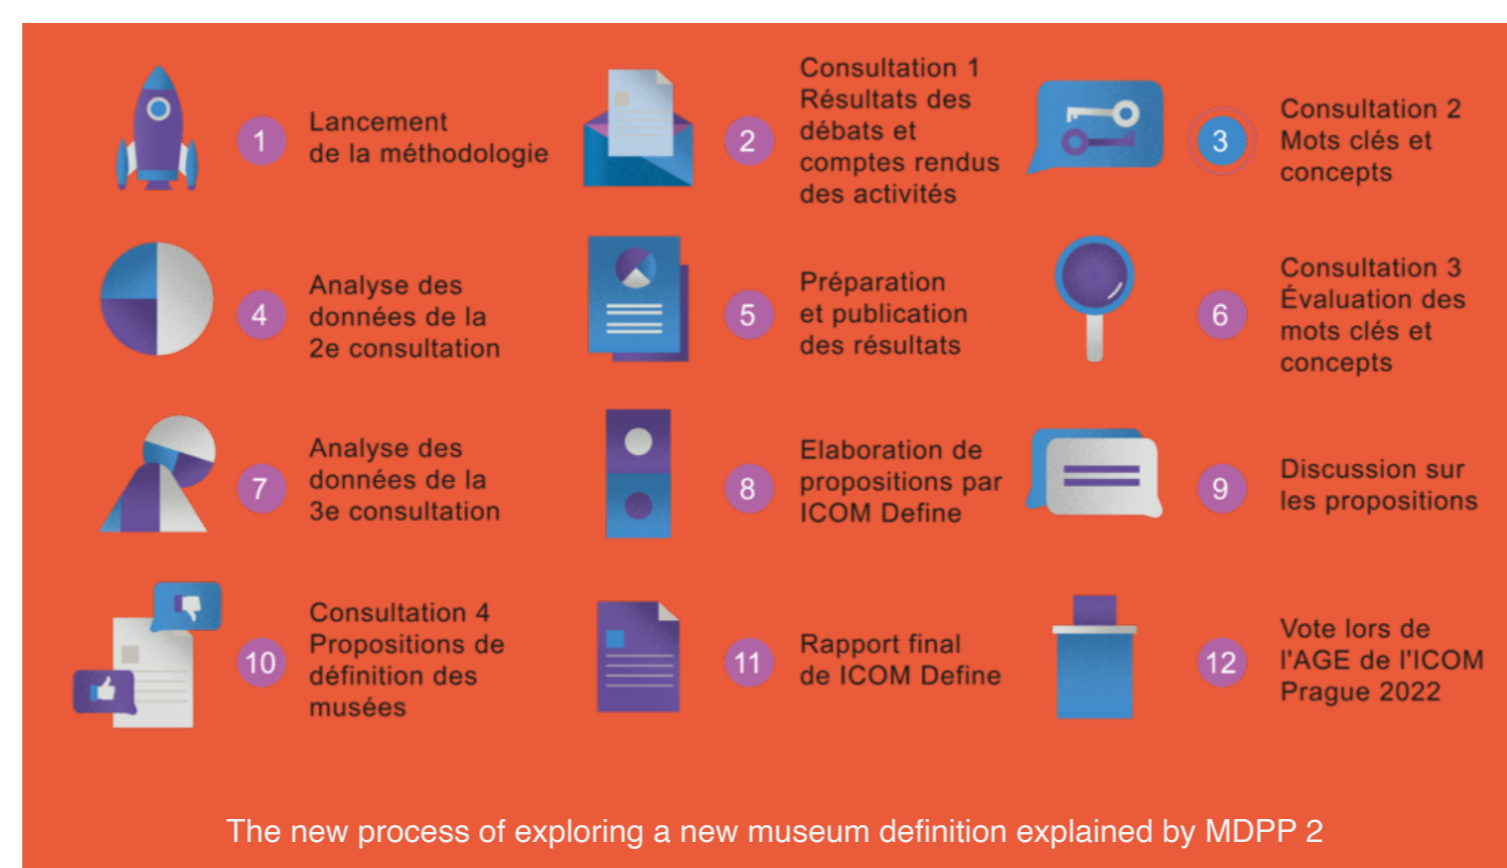 1
Lancement
de la méthodologie
2
Consultation 1
Résultats des
débats et
comptes rendus
des activités
3
Consultation 2
Mots clés et
concepts
4
Analyse des
données de la
2e consultation
5
Préparation
et publication
des résultats
6
Consultation 3
Évaluation des
mots clés et
concepts
7
Analyse des
données de la
3e consultation
8
Elaboration de
propositions par
ICOM Define
9
Discussion sur
les propositions
10
Consultation 4
Propositions de
définition des
musées
11
Rapport final
de ICOM Define
12
Vote lors de
l'AGE de l'ICOM
Prague 2022
The new process of exploring a new museum definition explained by MDPP 2